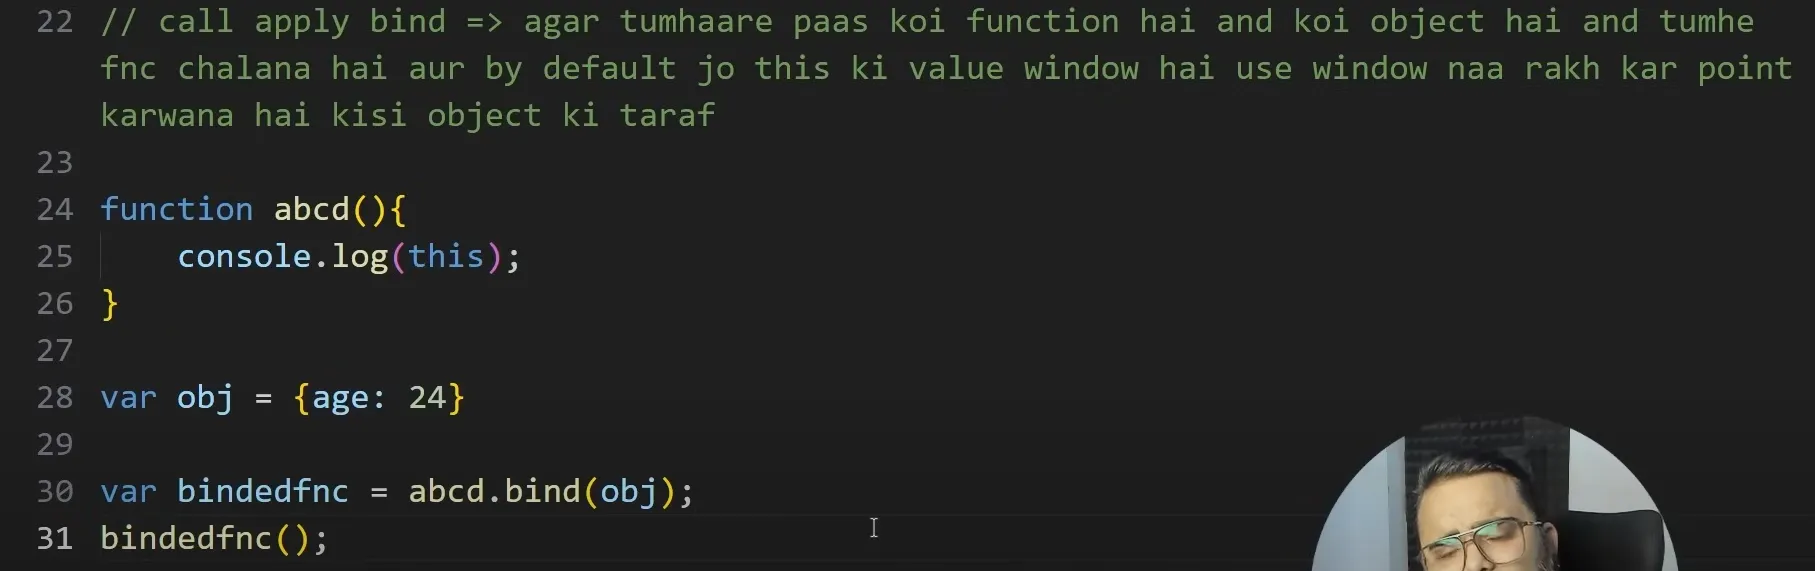 22 // call apply bind => agar tumhaare paas koi function hai and koi object hai and tumhe
fnc chalana hai aur by default jo this ki value window hai use window naa rakh kar point
karwana hai kisi object ki taraf
23
24 function abcd(){
25 console.log(this);
26 }
27
28 var obj = {age: 24}
29
30 var bindedfnc = abcd.bind(obj);
31 bindedfnc();